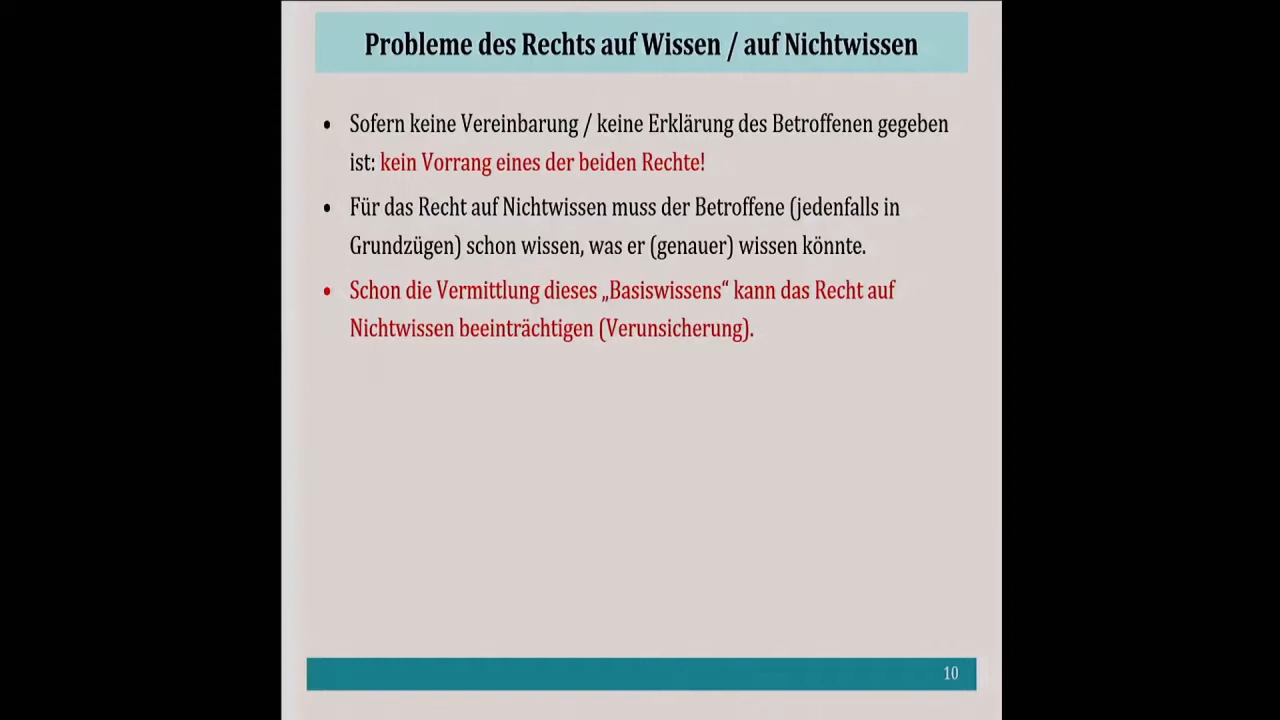 Probleme des Rechts auf Wissen / auf Nichtwissen
• Sofern keine Vereinbarung / keine Erklärung des Betroffenen gegeben
ist: kein Vorrang eines der beiden Rechte!
• Für das Recht auf Nichtwissen muss der Betroffene (jedenfalls in
Grundzügen) schon wissen, was er (genauer) wissen könnte.
• Schon die Vermittlung dieses „Basiswissens“ kann das Recht auf
Nichtwissen beeinträchtigen (Verunsicherung).
10